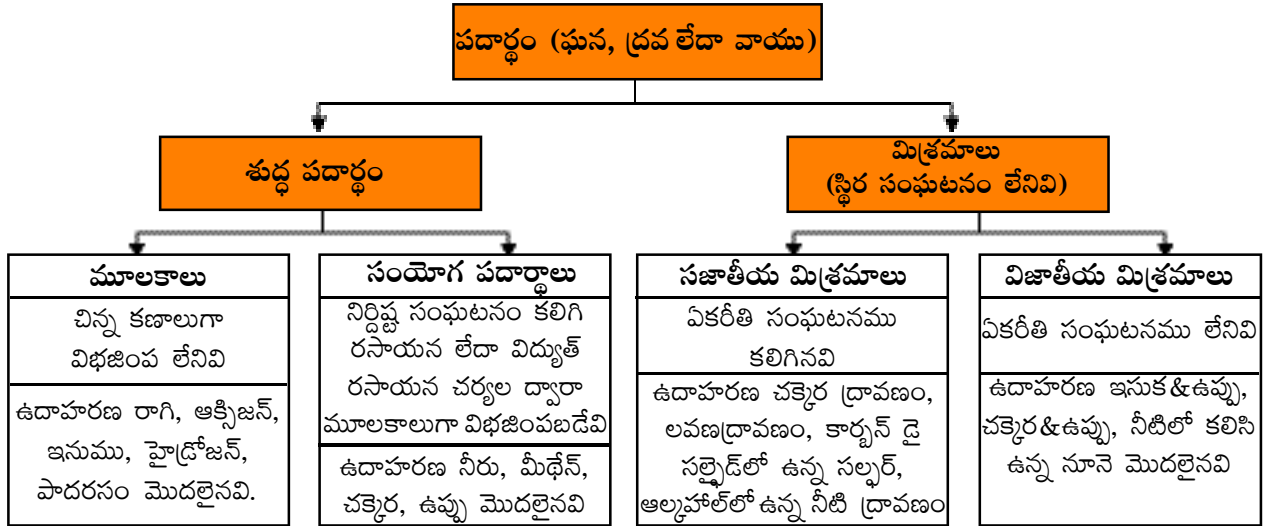 పదార్థం (ఘన, ద్రవ లేదా వాయు)
శుద్ధ పదార్థం
మిశ్రమాలు
(స్థిర సంఘటనం లేనివి)
మూలకాలు
చిన్న కణాలుగా
విభజింప లేనివి
ఉదాహరణ రాగి, ఆక్సిజన్,
ఇనుము, హైడ్రోజన్,
పాదరసం మొదలైనవి.
సంయోగ పదార్థాలు
నిర్దిష్ట సంఘటనం కలిగి
రసాయన లేదా విద్యుత్
రసాయన చర్యల ద్వారా
మూలకాలుగా విభజింపబడేవి
ఉదాహరణ నీరు, మీథేన్,
చక్కెర, ఉప్పు మొదలైనవి
సజాతీయ మిశ్రమాలు
ఏకరీతి సంఘటనము
కలిగినవి
ఉదాహరణ చక్కెర ద్రావణం,
లవణద్రావణం, కార్బన్ డై
సల్ఫైడ్‌లో ఉన్న సల్ఫర్,
ఆల్కహాల్‌లో ఉన్న నీటి ద్రావణం
విజాతీయ మిశ్రమాలు
ఏకరీతి సంఘటనము లేనివి
ఉదాహరణ ఇసుక&ఉప్పు,
చక్కెర&ఉప్పు, నీటిలో కలిసి
ఉన్న నూనె మొదలైనవి